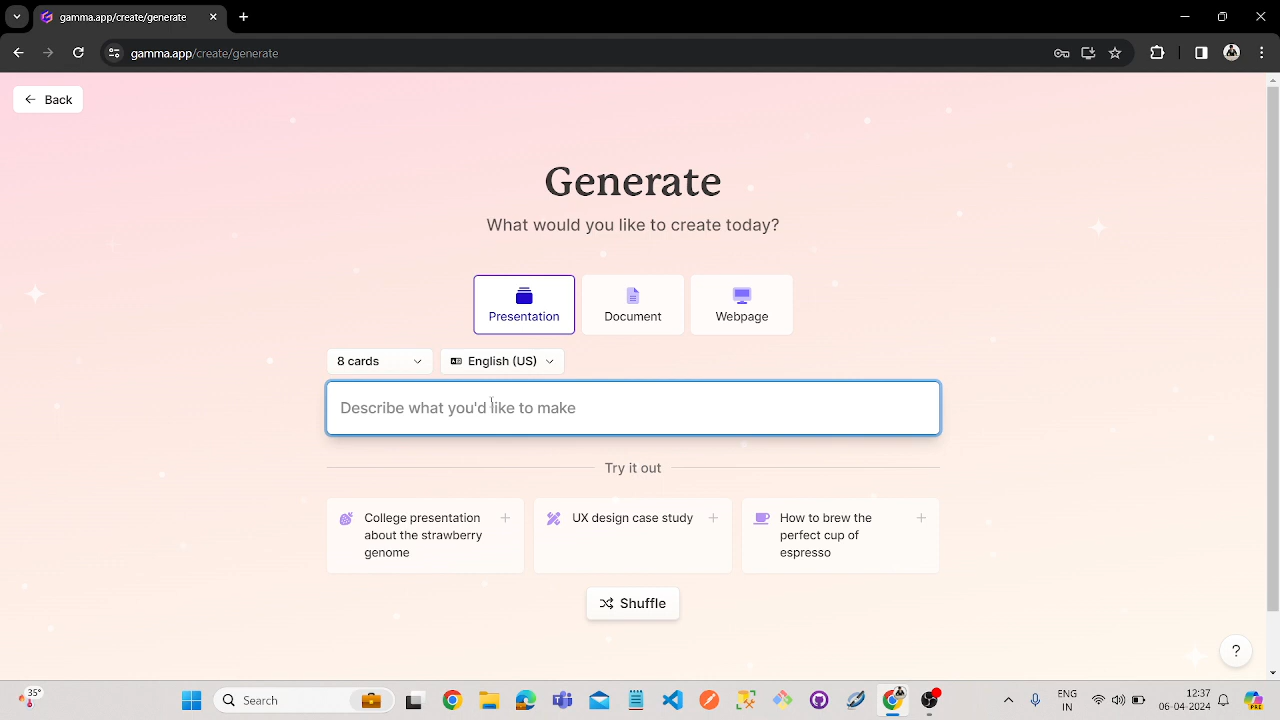 gamma.app/create/generate
gamma.app/create/generate
Back
Generate
What would you like to create today?
Presentation
Document
Webpage
8 cards
English (US)
Describe what you'd like to make
Try it out
College presentation
about the strawberry
genome
UX design case study
How to brew the
perfect cup of
espresso
Shuffle
?
35°
Search
ENG
IN
12:37
06-04-2024
PRE